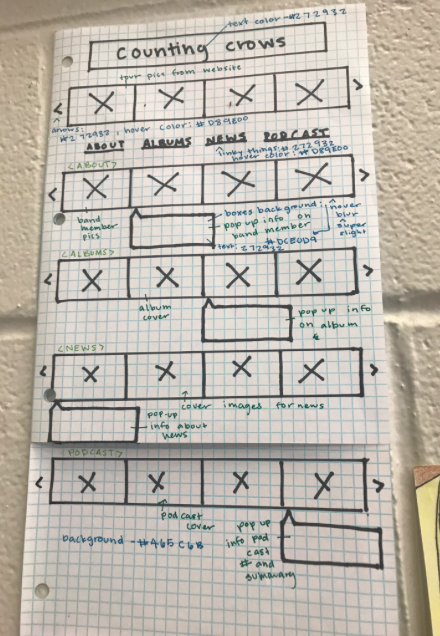 text color - #272932
counting crows
tour pics from website
< >
arrows:
#272932, hover color: #D89E00
ABOUT ALBUMS NEWS PODCAST
linky things: #272932
hover color: #D89E00
<ABOUT>
< >
band
member
pics
boxes background:
pop up info on
band member
#DCE0D9
text: 272932
hover
blur
super
slight
<ALBUMS>
< >
album
cover
pop up info
on album
<NEWS>
< >
cover images for news
pop-up
info about
news
<PODCAST>
< >
podcast
cover
background - #465C6B
pop up
info pod
cast
# and
summary